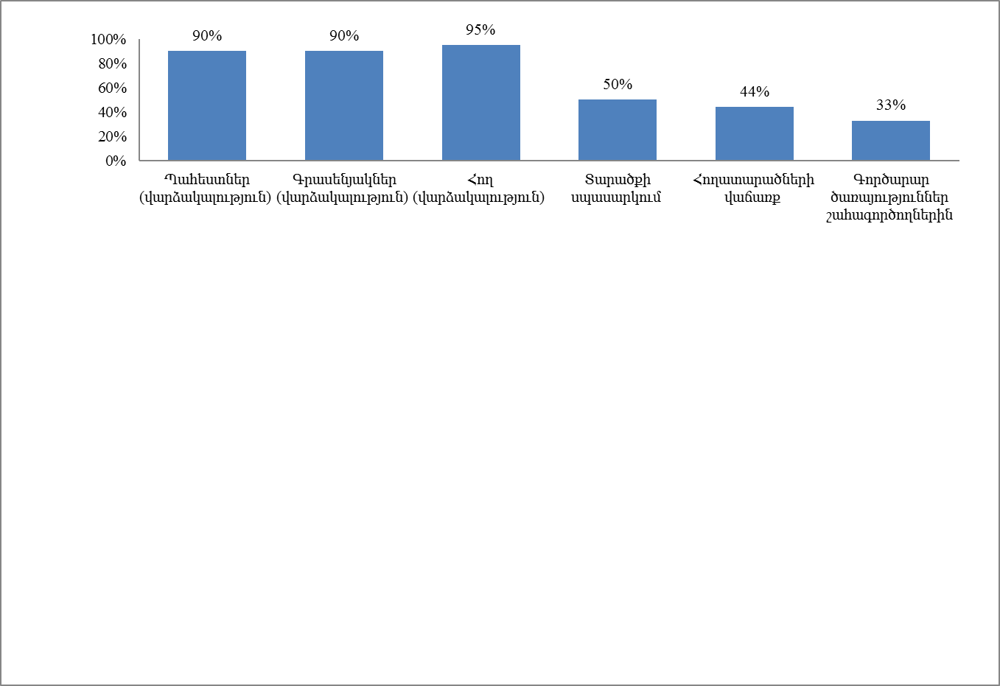 100%
80%
60%
40%
20%
0%
90%
90%
95%
50%
44%
33%
Պահեստներ
(վարձակալություն)
Գրասենյակներ
(վարձակալություն)
Հող
(վարձակալություն)
Տարածքի
սպասարկում
Հողատարածների
վաճառք
Գործարար
ծառայություններ
շահագործողներին